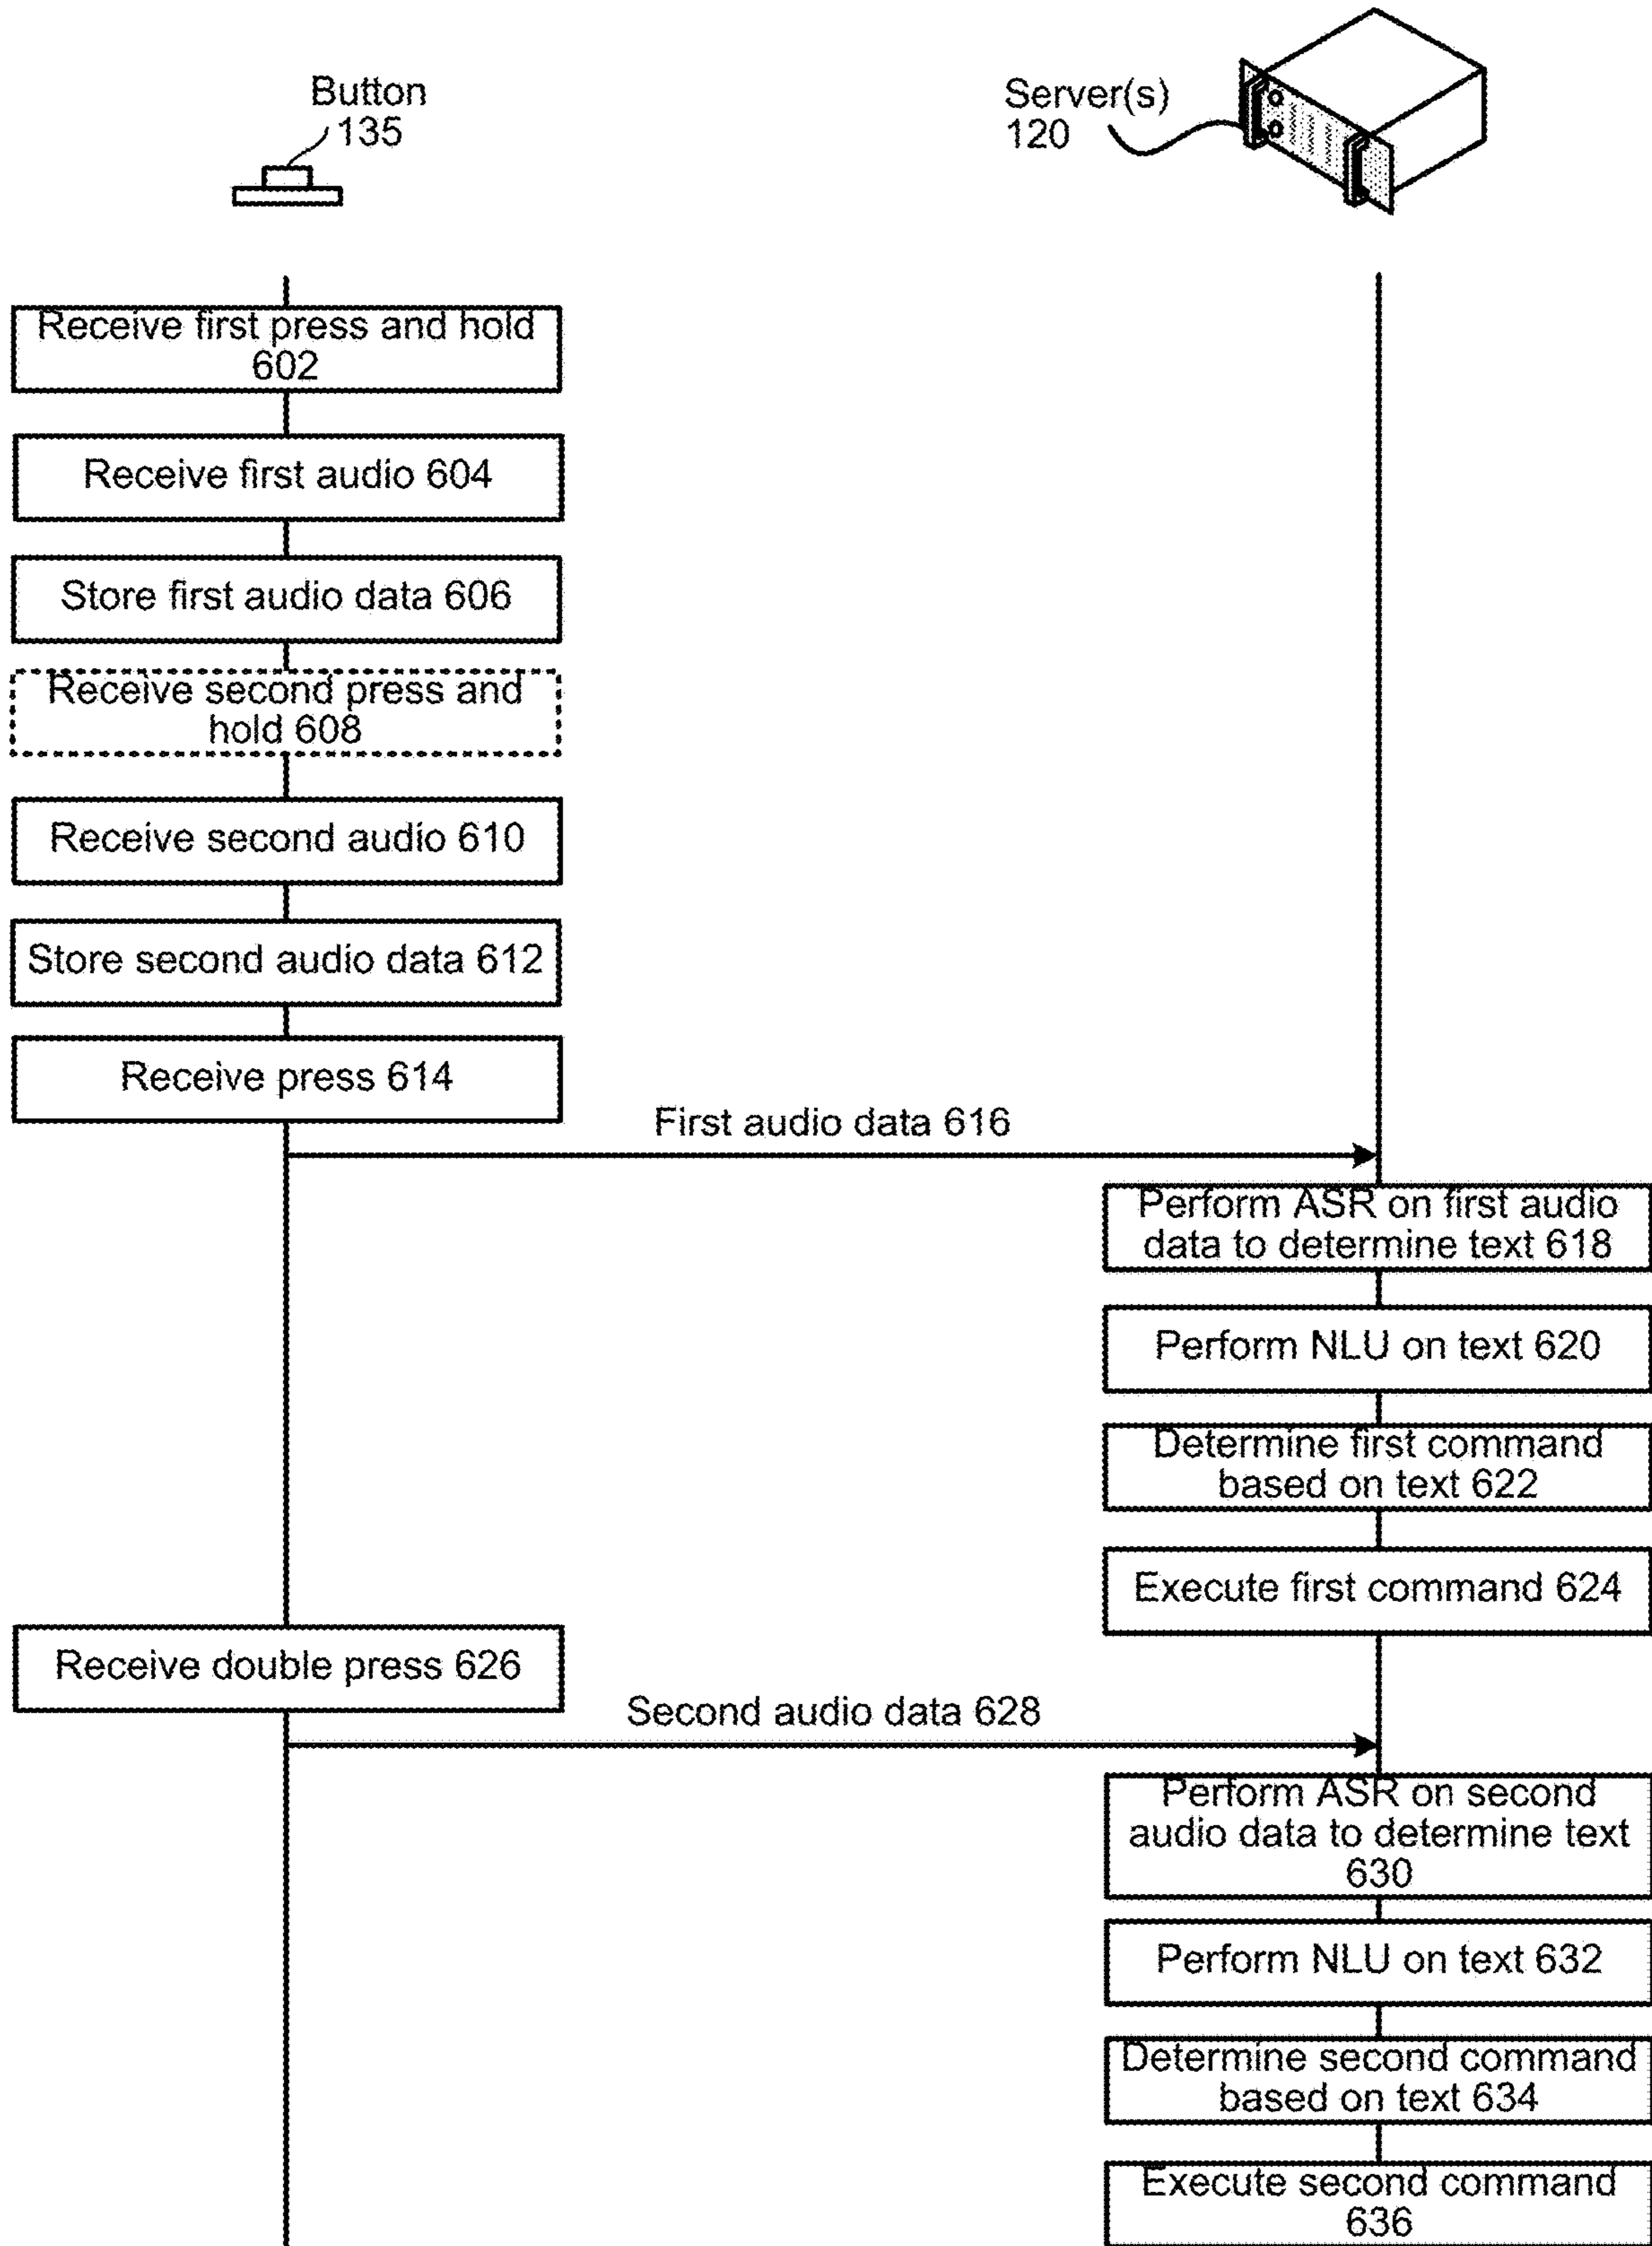 Button
135
Server(s)
120
Receive first press and hold
602
Receive first audio 604
Store first audio data 606
Receive second press and
hold 608
Receive second audio 610
Store second audio data 612
Receive press 614
First audio data 616
Perform ASR on first audio
data to determine text 618
Perform NLU on text 620
Determine first command
based on text 622
Execute first command 624
Receive double press 626
Second audio data 628
Perform ASR on second
audio data to determine text
630
Perform NLU on text 632
Determine second command
based on text 634
Execute second command
636